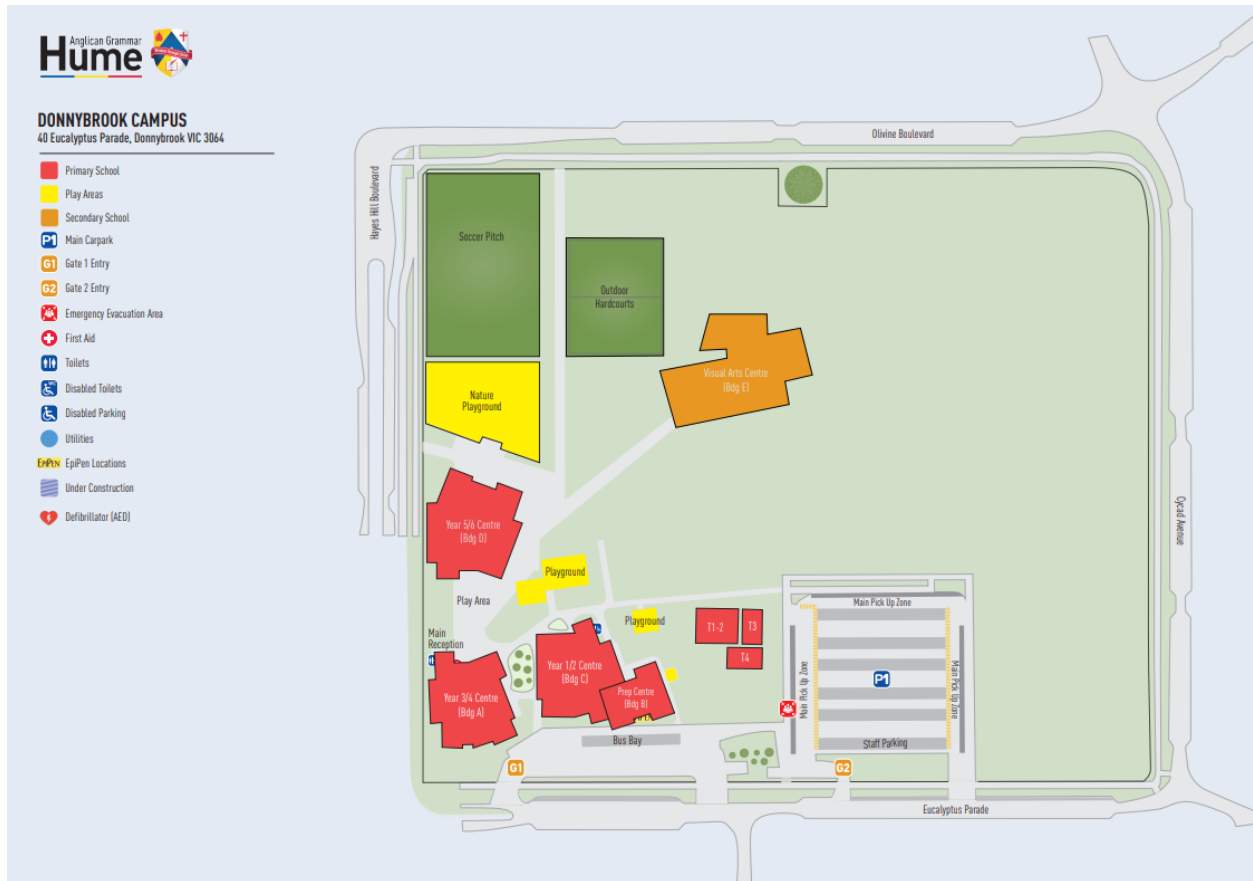 Anglican Grammar
Hume
DONNYBROOK CAMPUS
40 Eucalyptus Parade, Donnybrook VIC 3064
Primary School
Play Areas
Secondary School
P1 Main Carpark
G1 Gate 1 Entry
G2 Gate 2 Entry
Emergency Evacuation Area
First Aid
Toilets
Disabled Toilets
Disabled Parking
Utilities
EPIPEN EpiPen Locations
Under Construction
Defibrillator (AED)
Olivine Boulevard
Hayes Hill Boulevard
Soccer Pitch
Outdoor
Hardcourts
Visual Arts Centre
(Bdg E)
Nature
Playground
Cycad Avenue
Year 5/6 Centre
(Bdg D)
Playground
Play Area
Main Pick Up Zone
Playground
T1-2
T3
T4
Main
Reception
Year 1/2 Centre
(Bdg C)
Year 3/4 Centre
(Bdg A)
Prep Centre
(Bdg B)
P1
Main Pick Up Zone
Main Pick Up Zone
Bus Bay
Staff Parking
G1
G2
Eucalyptus Parade